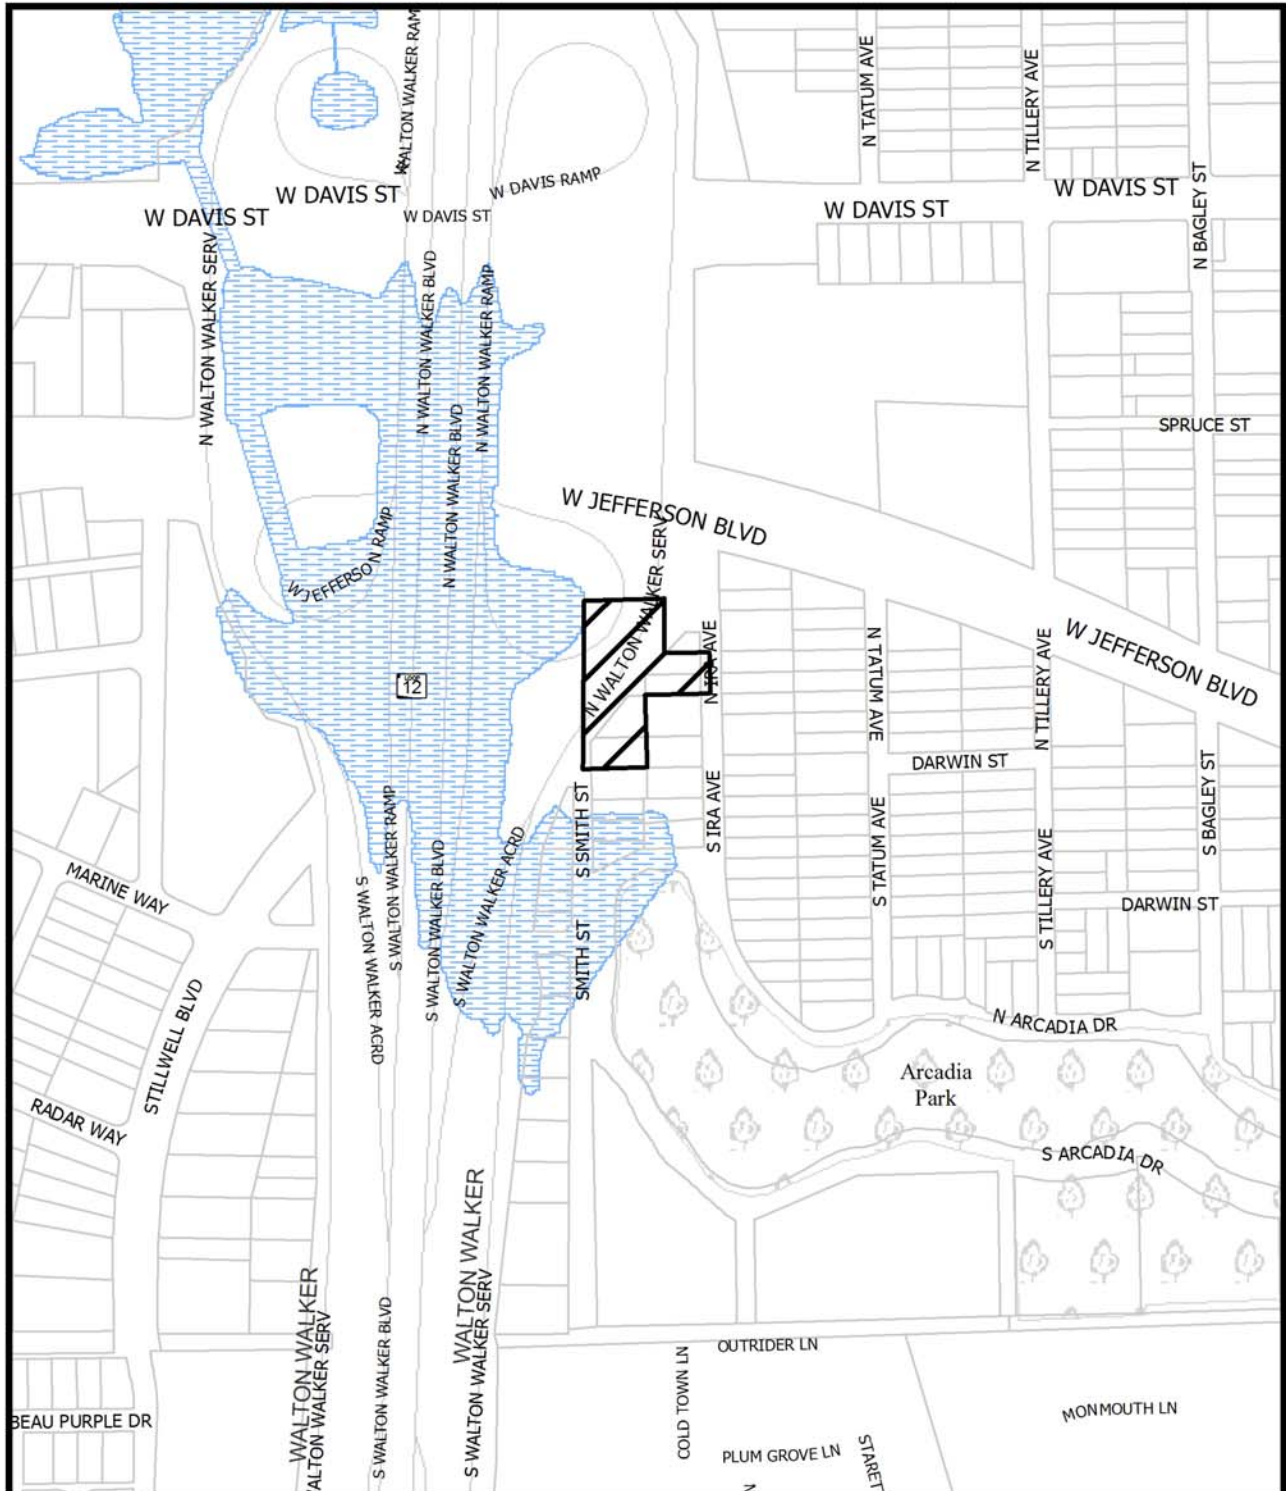 WALTON WALKER RAMP
N TATUM AVE
N TILLERY AVE
W DAVIS ST
W DAVIS ST
W DAVIS ST
W DAVIS RAMP
W DAVIS ST
W DAVIS ST
N BAGLEY ST
N WALTON WALKER SERV
N WALTON WALKER BLVD
N WALTON WALKER RAMP
N WALTON WALKER BLVD
SPRUCE ST
W JEFFERSON BLVD
W JEFFERSON RAMP
N WALTON WALKER SERV
N IRA AVE
N TATUM AVE
N TILLERY AVE
W JEFFERSON BLVD
LOOP
12
DARWIN ST
S BAGLEY ST
S SMITH ST
S IRA AVE
S TATUM AVE
S TILLERY AVE
S WALTON WALKER RAMP
S WALTON WALKER BLVD
S WALTON WALKER ACRD
S WALTON WALKER ACRD
MARINE WAY
DARWIN ST
SMITH ST
STILLWELL BLVD
N ARCADIA DR
Arcadia
Park
RADAR WAY
S ARCADIA DR
WALTON WALKER
WALTON WALKER
WALTON WALKER SERV
S WALTON WALKER BLVD
S WALTON WALKER SERV
OUTRIDER LN
COLD TOWN LN
MONMOUTH LN
BEAU PURPLE DR
PLUM GROVE LN
STARET
N